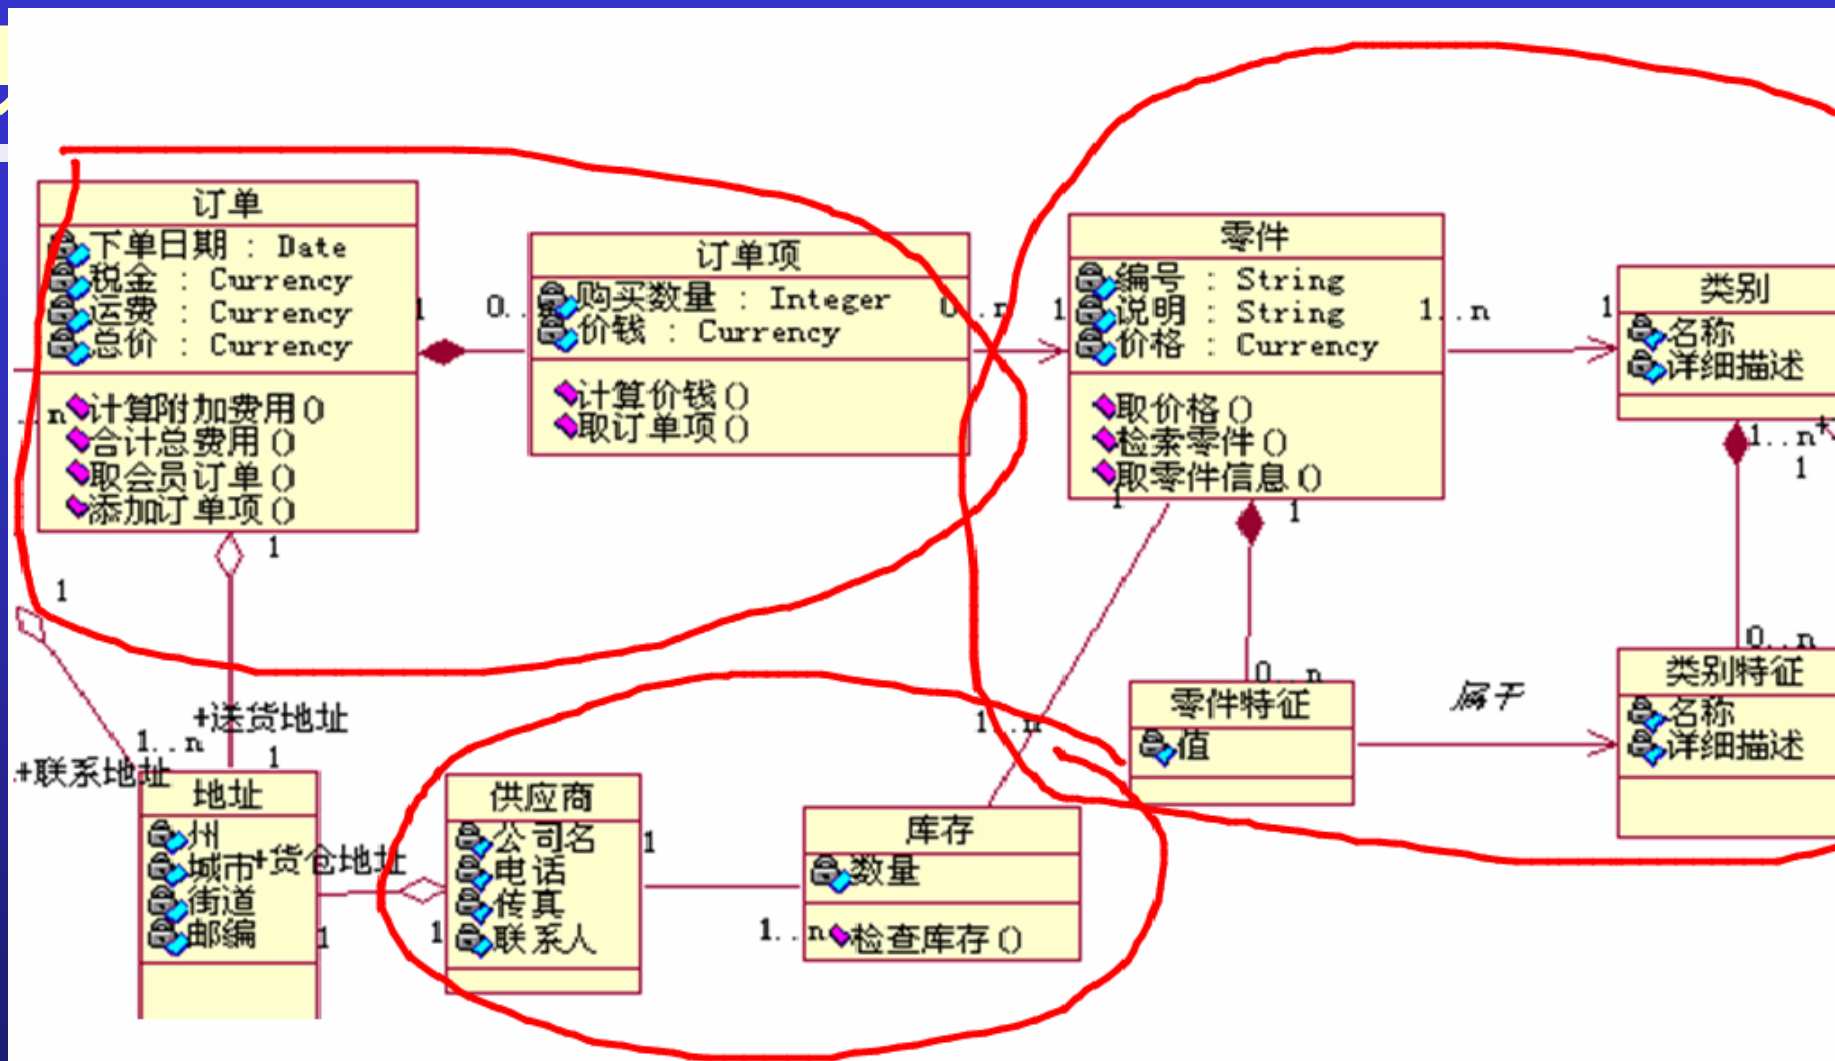 订单
下单日期 : Date
税金 : Currency
运费 : Currency
总价 : Currency
计算附加费用()
合计总费用()
取会员订单()
添加订单项()
1
0..
订单项
购买数量 : Integer
价钱 : Currency
计算价钱()
取订单项()
0..n
1
零件
编号 : String
说明 : String
价格 : Currency
取价格()
检索零件()
取零件信息()
1..n
1
类别
名称
详细描述
..n
1
1
+送货地址
1
1..n
+联系地址
地址
州
城市
街道
邮编
+货仓地址
1
1
供应商
公司名
电话
传真
联系人
1
1..n
库存
数量
检查库存()
1
1..n
1
0..n
零件特征
值
属于
1..n+
1
0..n
类别特征
名称
详细描述